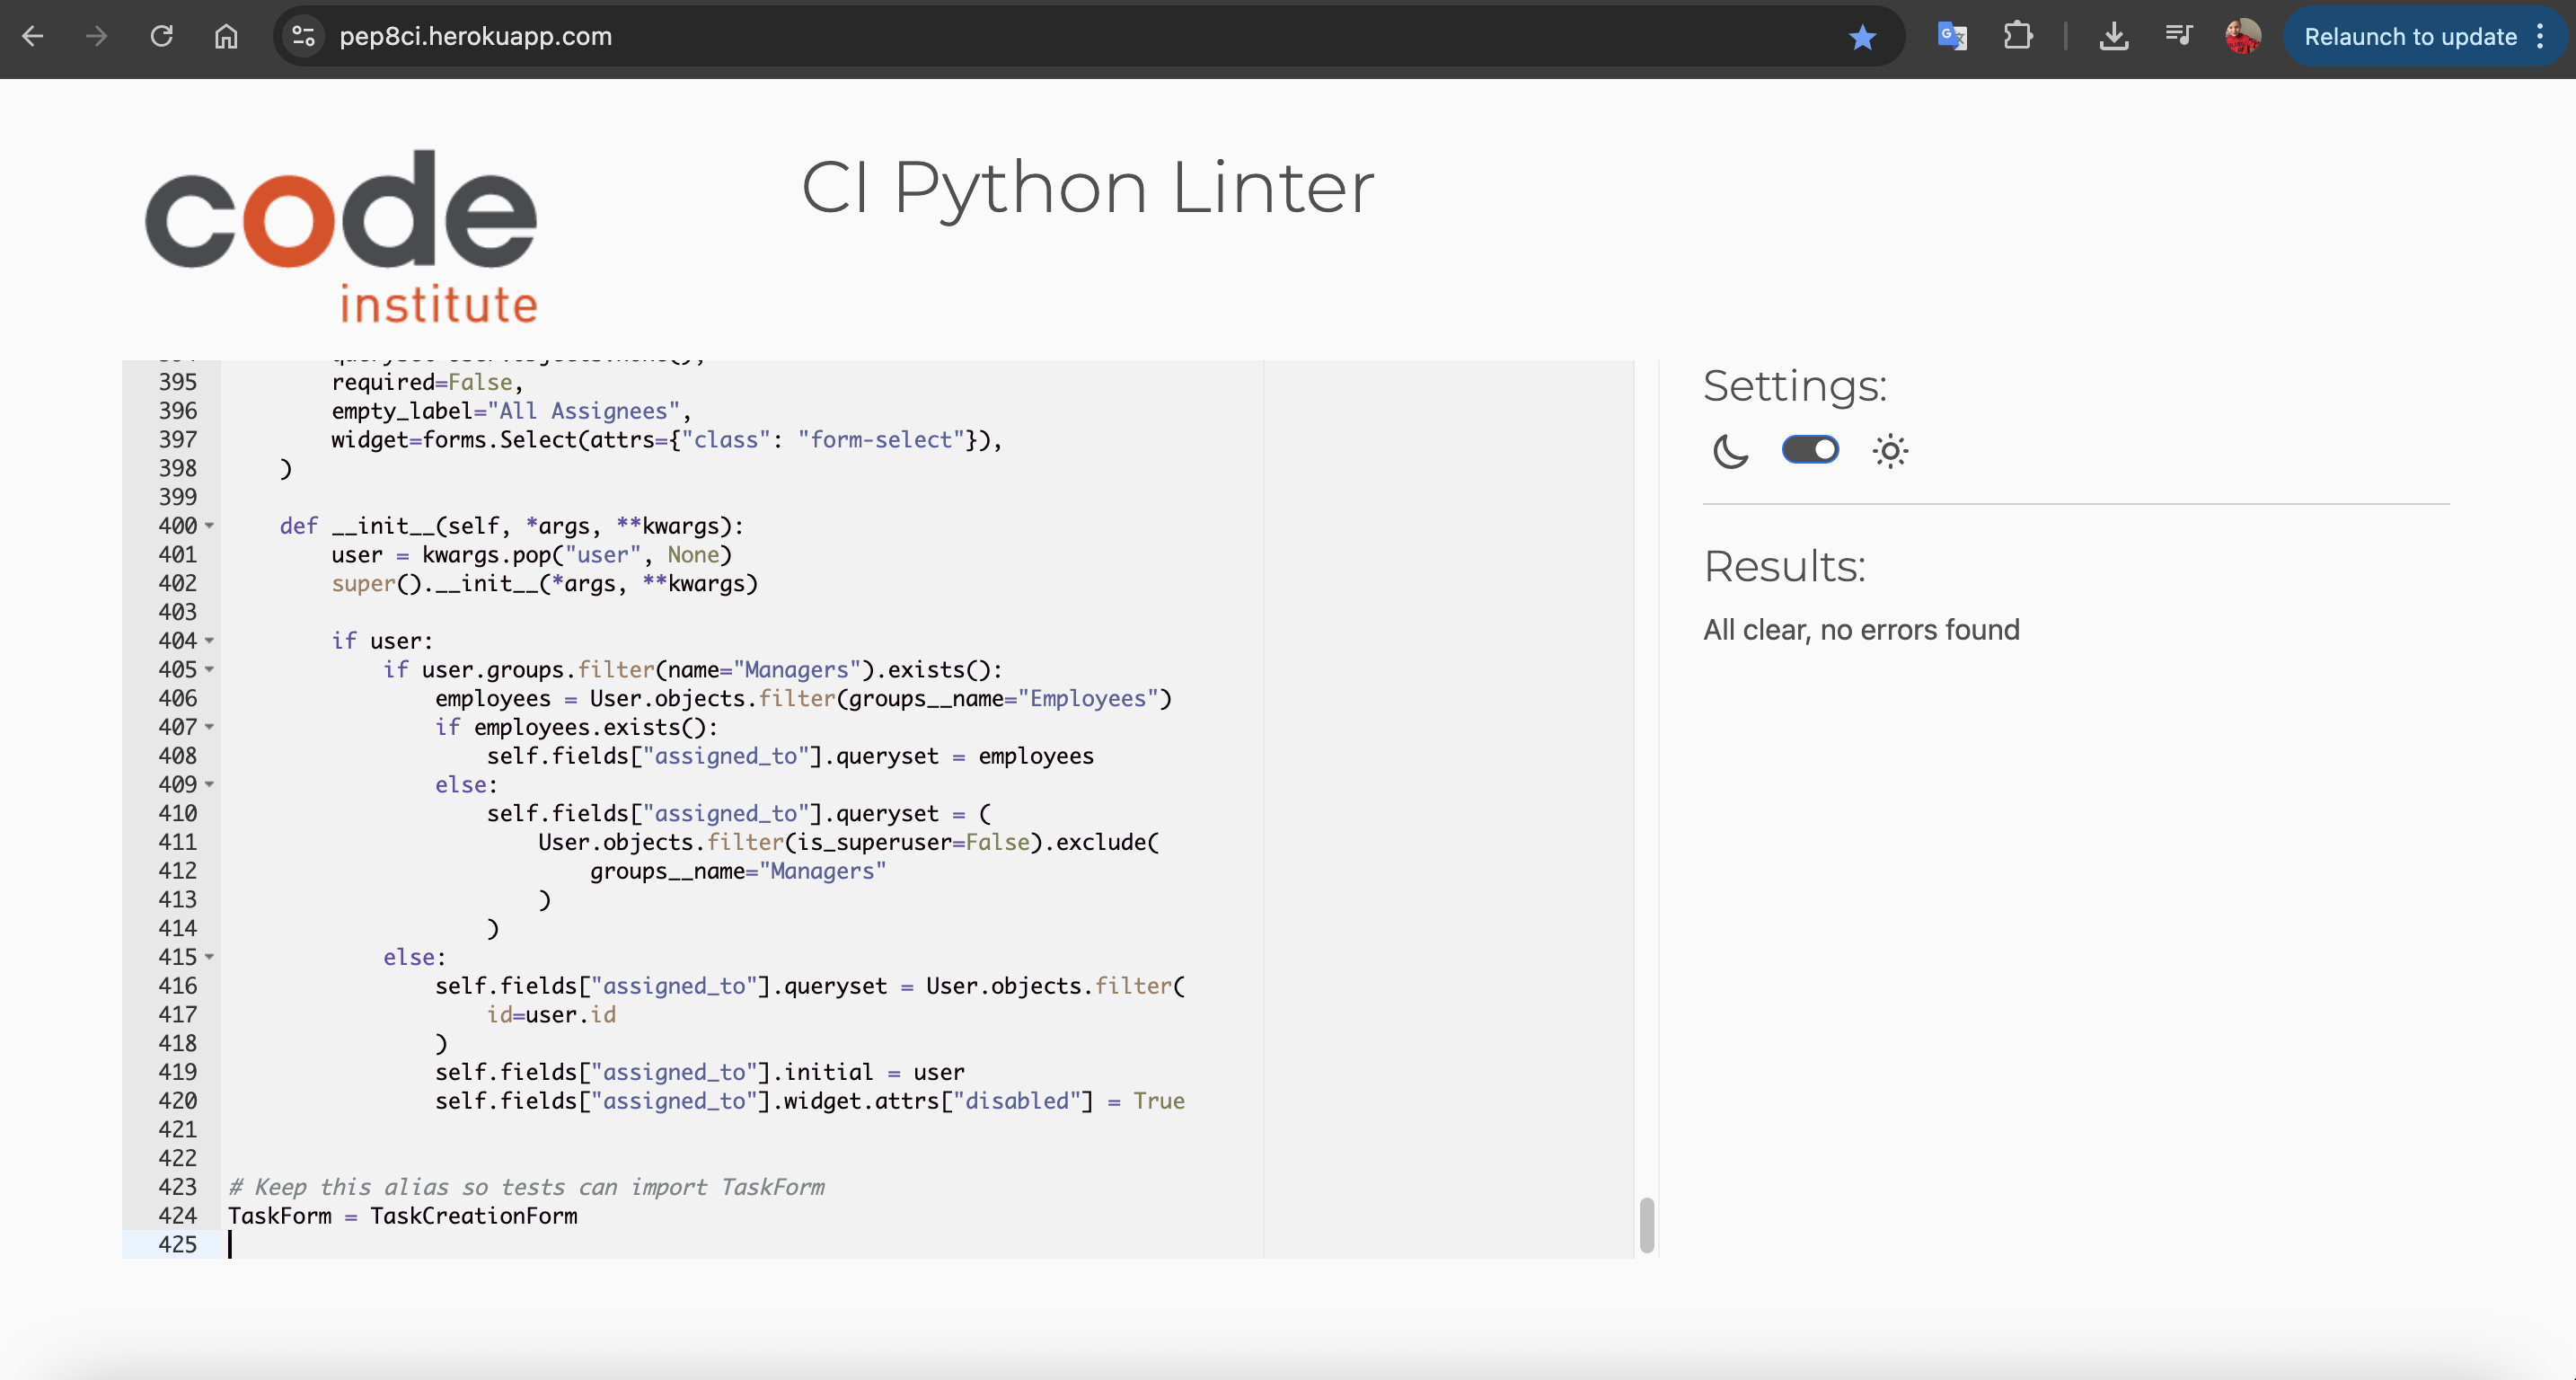 pep8ci.herokuapp.com
Relaunch to update
code
institute
CI Python Linter
395         required=False,
396         empty_label="All Assignees",
397         widget=forms.Select(attrs={"class": "form-select"}),
398     )
399
400     def __init__(self, *args, **kwargs):
401         user = kwargs.pop("user", None)
402         super().__init__(*args, **kwargs)
403
404         if user:
405             if user.groups.filter(name="Managers").exists():
406                 employees = User.objects.filter(groups__name="Employees")
407                 if employees.exists():
408                     self.fields["assigned_to"].queryset = employees
409                 else:
410                     self.fields["assigned_to"].queryset = (
411                         User.objects.filter(is_superuser=False).exclude(
412                             groups__name="Managers"
413                         )
414                     )
415             else:
416                 self.fields["assigned_to"].queryset = User.objects.filter(
417                     id=user.id
418                 )
419                 self.fields["assigned_to"].initial = user
420                 self.fields["assigned_to"].widget.attrs["disabled"] = True
421
422
423 # Keep this alias so tests can import TaskForm
424 TaskForm = TaskCreationForm
425
Settings:
Results:
All clear, no errors found